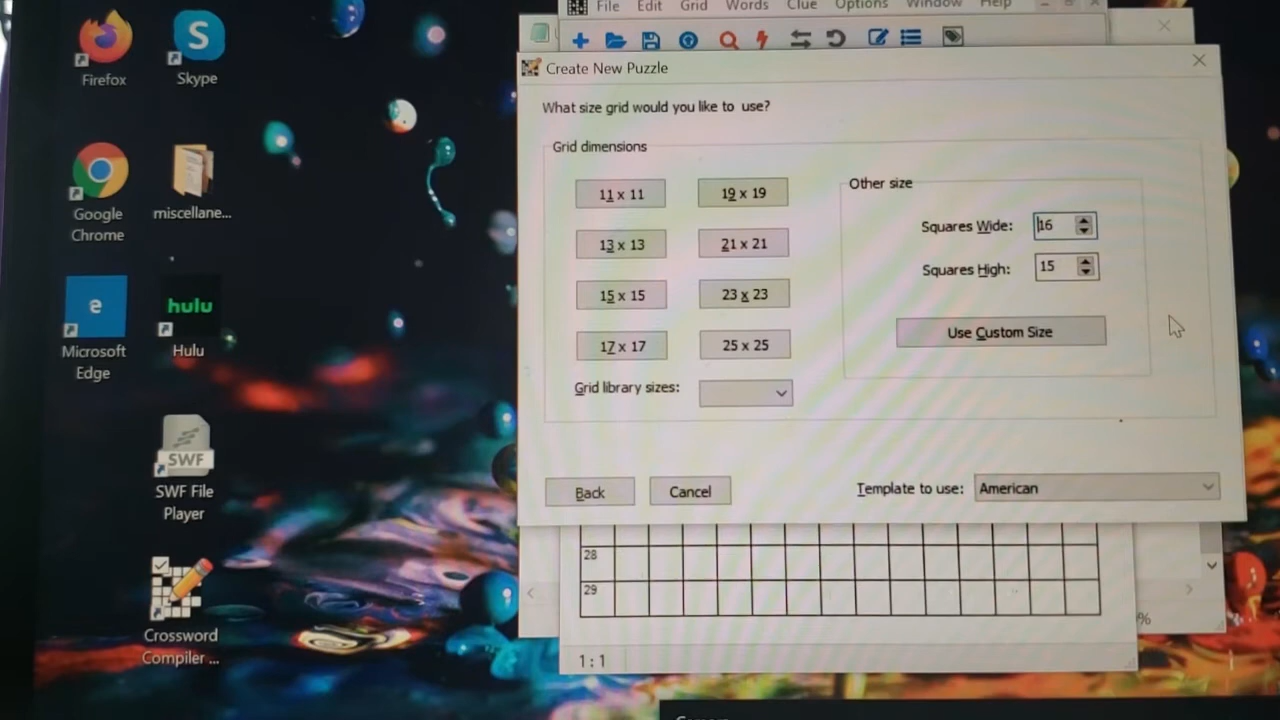 Firefox
Skype
Google
Chrome
miscellane...
e
Microsoft
Edge
hulu
Hulu
SWF
SWF File
Player
Crossword
Compiler ...
File Edit Grid Words Clue Options Window Help
Create New Puzzle
What size grid would you like to use?
Grid dimensions
11 x 11
19 x 19
13 x 13
21 x 21
15 x 15
23 x 23
17 x 17
25 x 25
Grid library sizes:
Other size
Squares Wide: 16
Squares High: 15
Use Custom Size
Back
Cancel
Template to use: American
28
29
%
1 : 1